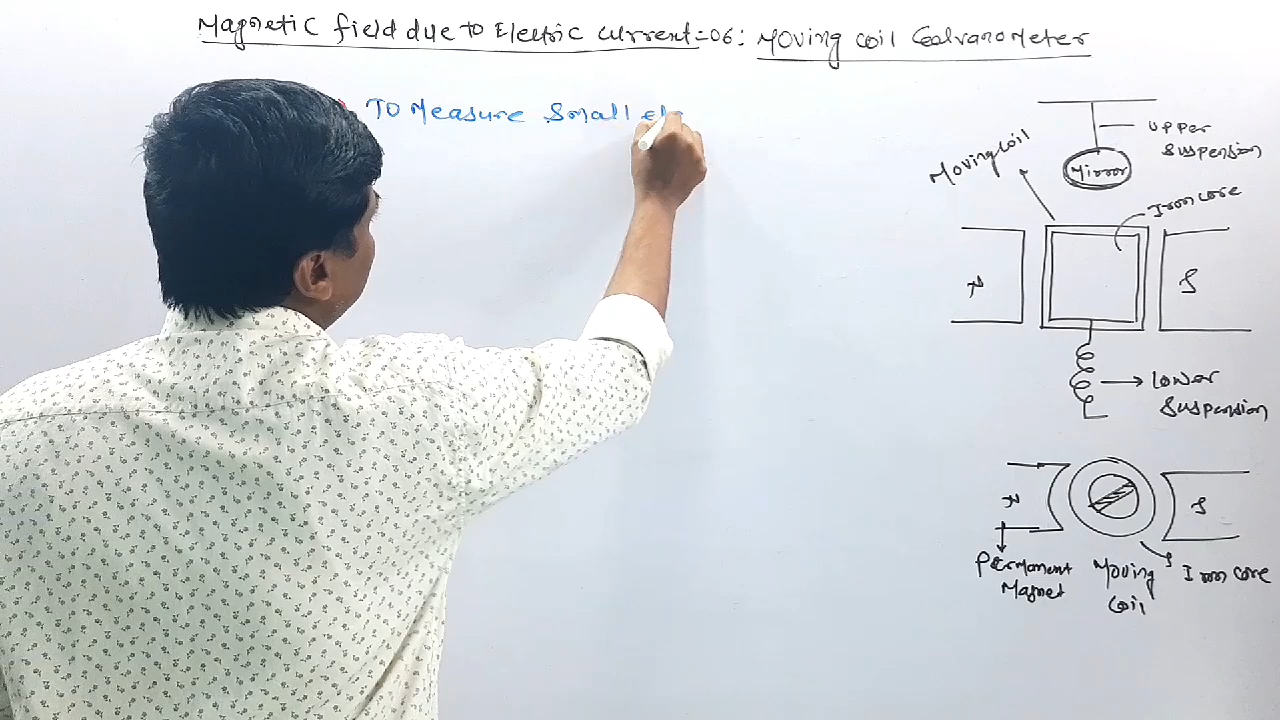 Magnetic field due to Electric current-06: Moving coil Galvanometer
To Measure Small ele
Upper
Suspension
Mirror
Moving coil
Iron core
N
S
Lower
Suspension
N
S
Permanent
Magnet
Moving
coil
Iron core